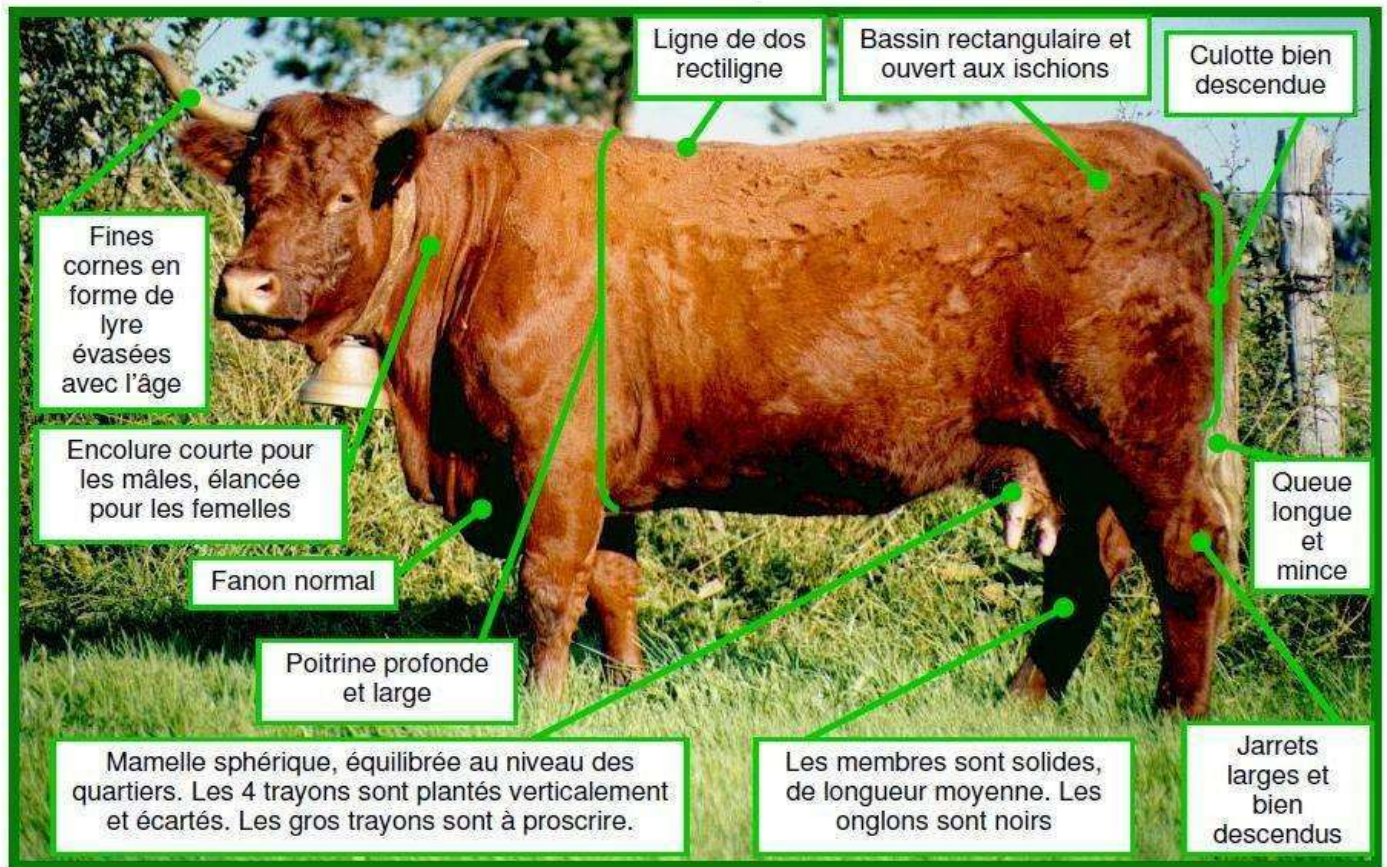 Ligne de dos
rectiligne
Bassin rectangulaire et
ouvert aux ischions
Culotte bien
descendue
Fines
cornes en
forme de
lyre
évasées
avec l'âge
Encolure courte pour
les mâles, élancée
pour les femelles
Fanon normal
Poitrine profonde
et large
Queue
longue
et
mince
Mamelle sphérique, équilibrée au niveau des
quartiers. Les 4 trayons sont plantés verticalement
et écartés. Les gros trayons sont à proscrire.
Les membres sont solides,
de longueur moyenne. Les
onglons sont noirs
Jarrets
larges et
bien
descendus